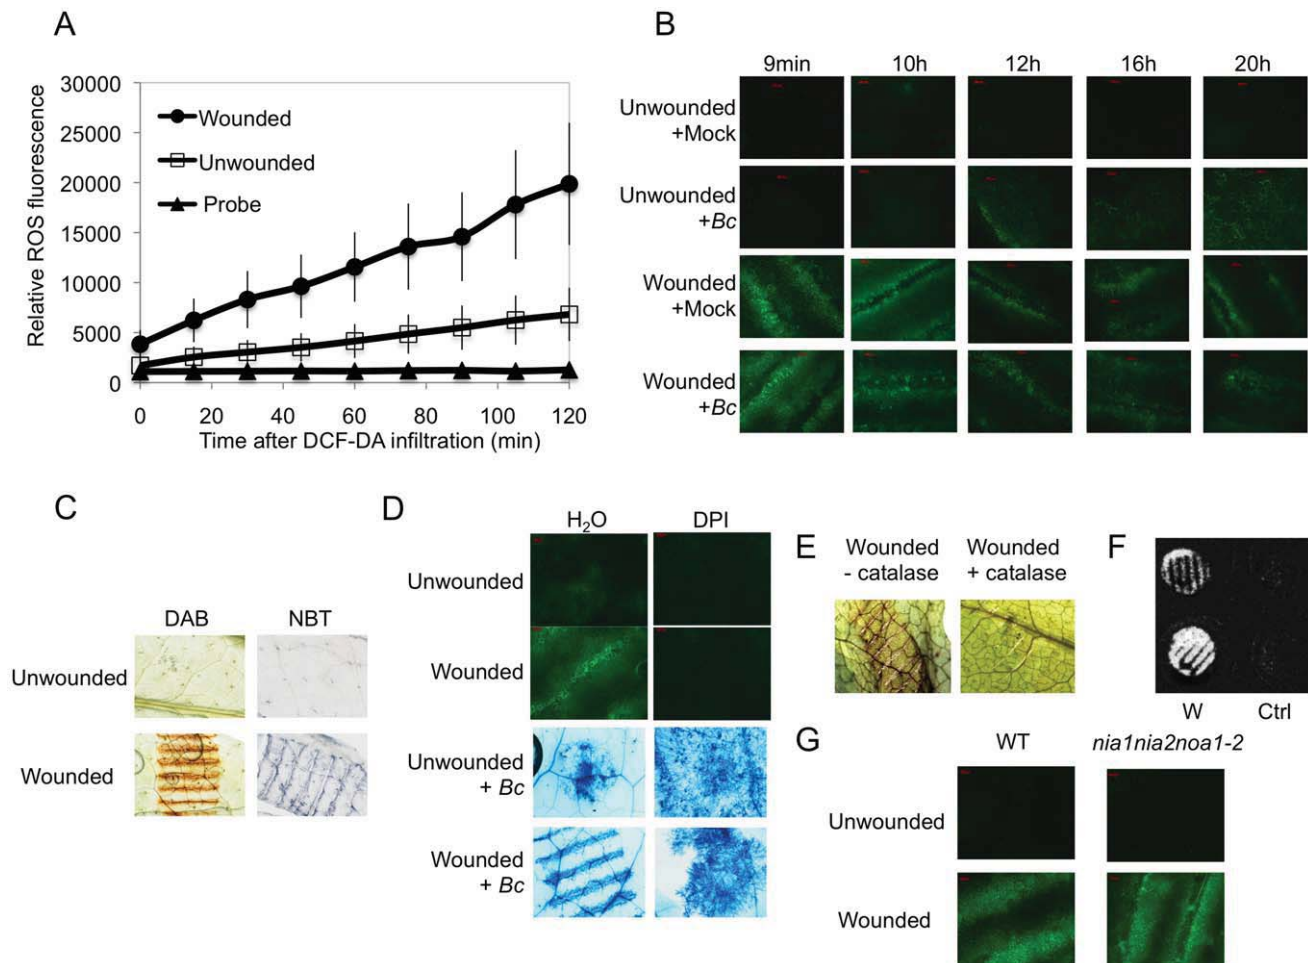 A
30000
25000
20000
15000
10000
5000
0
Relative ROS fluorescence
Wounded
Unwounded
Probe
0 20 40 60 80 100 120
Time after DCF-DA infiltration (min)
B
9min 10h 12h 16h 20h
Unwounded
+Mock
Unwounded
+Bc
Wounded
+Mock
Wounded
+Bc
C
DAB NBT
Unwounded
Wounded
D
H₂O DPI
Unwounded
Wounded
Unwounded
+ Bc
Wounded
+ Bc
E
Wounded
- catalase
Wounded
+ catalase
F
W Ctrl
G
WT nia1nia2noa1-2
Unwounded
Wounded